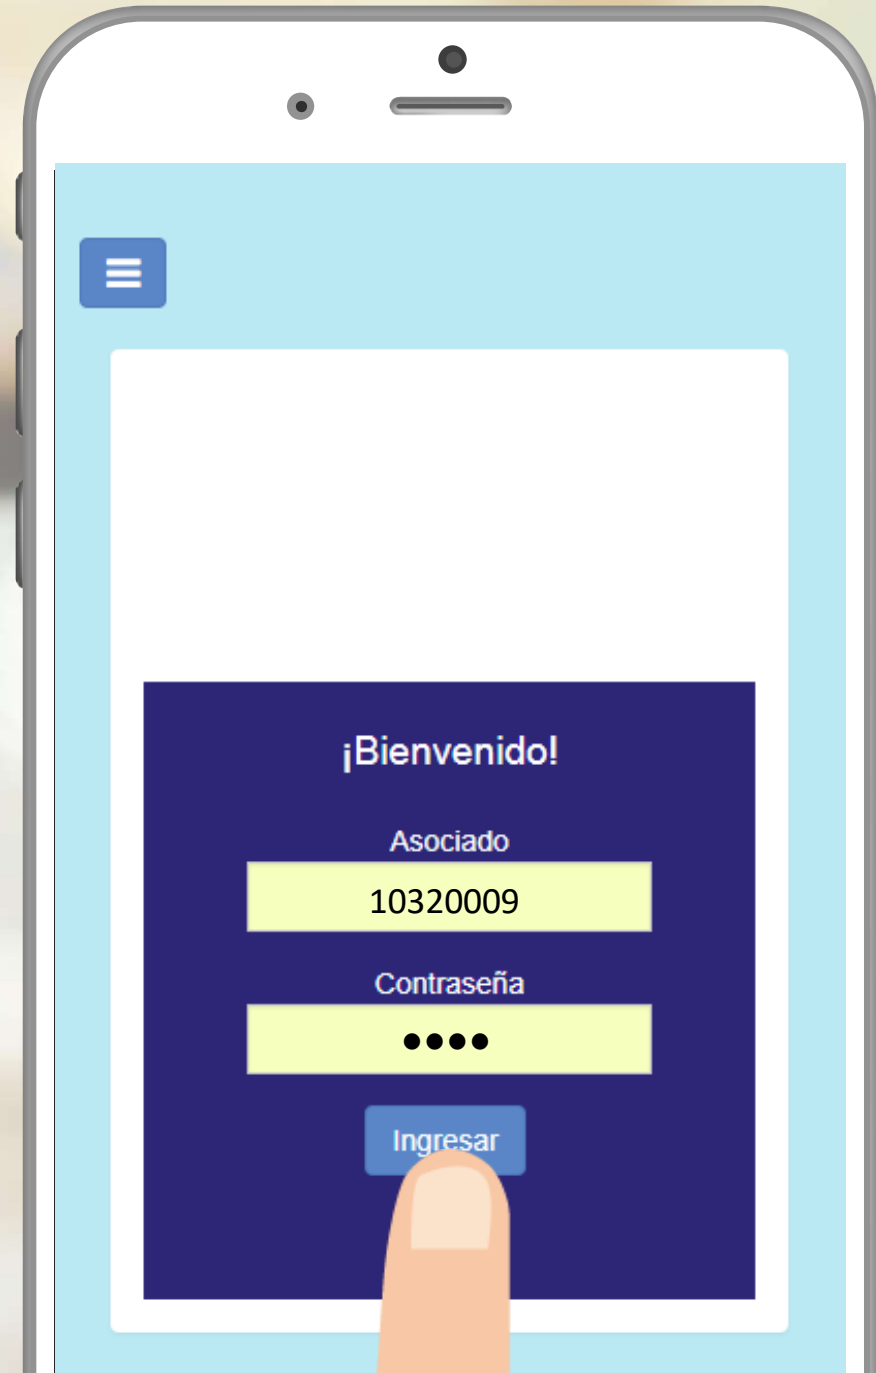 ¡Bienvenido!
Asociado
10320009
Contraseña
••••
Ingresar